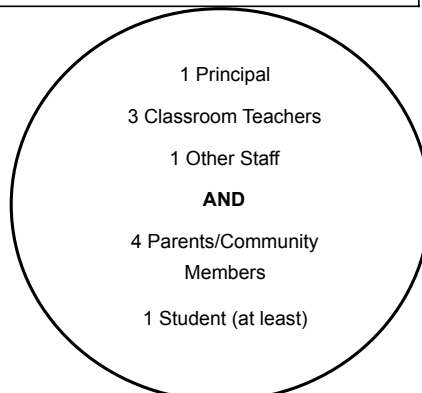 1 Principal
3 Classroom Teachers
1 Other Staff
AND
4 Parents/Community
Members
1 Student (at least)